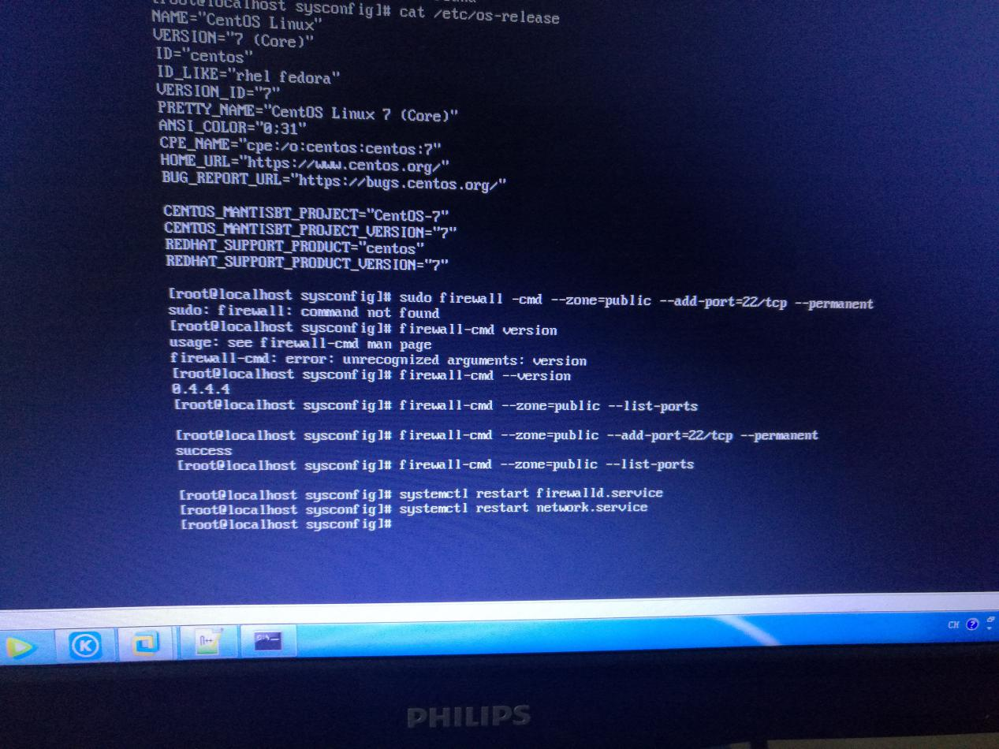 [root@localhost sysconfig]# cat /etc/os-release
NAME="CentOS Linux"
VERSION="7 (Core)"
ID="centos"
ID_LIKE="rhel fedora"
VERSION_ID="7"
PRETTY_NAME="CentOS Linux 7 (Core)"
ANSI_COLOR="0;31"
CPE_NAME="cpe:/o:centos:centos:7"
HOME_URL="https://www.centos.org/"
BUG_REPORT_URL="https://bugs.centos.org/"
CENTOS_MANTISBT_PROJECT="CentOS-7"
CENTOS_MANTISBT_PROJECT_VERSION="7"
REDHAT_SUPPORT_PRODUCT="centos"
REDHAT_SUPPORT_PRODUCT_VERSION="7"
[root@localhost sysconfig]# sudo firewall -cmd --zone=public --add-port=22/tcp --permanent
sudo: firewall: command not found
[root@localhost sysconfig]# firewall-cmd version
usage: see firewall-cmd man page
firewall-cmd: error: unrecognized arguments: version
[root@localhost sysconfig]# firewall-cmd --version
0.4.4.4
[root@localhost sysconfig]# firewall-cmd --zone=public --list-ports
[root@localhost sysconfig]# firewall-cmd --zone=public --add-port=22/tcp --permanent
success
[root@localhost sysconfig]# firewall-cmd --zone=public --list-ports
[root@localhost sysconfig]# systemctl restart firewalld.service
[root@localhost sysconfig]# systemctl restart network.service
[root@localhost sysconfig]#
K
CH ?
PHILIPS